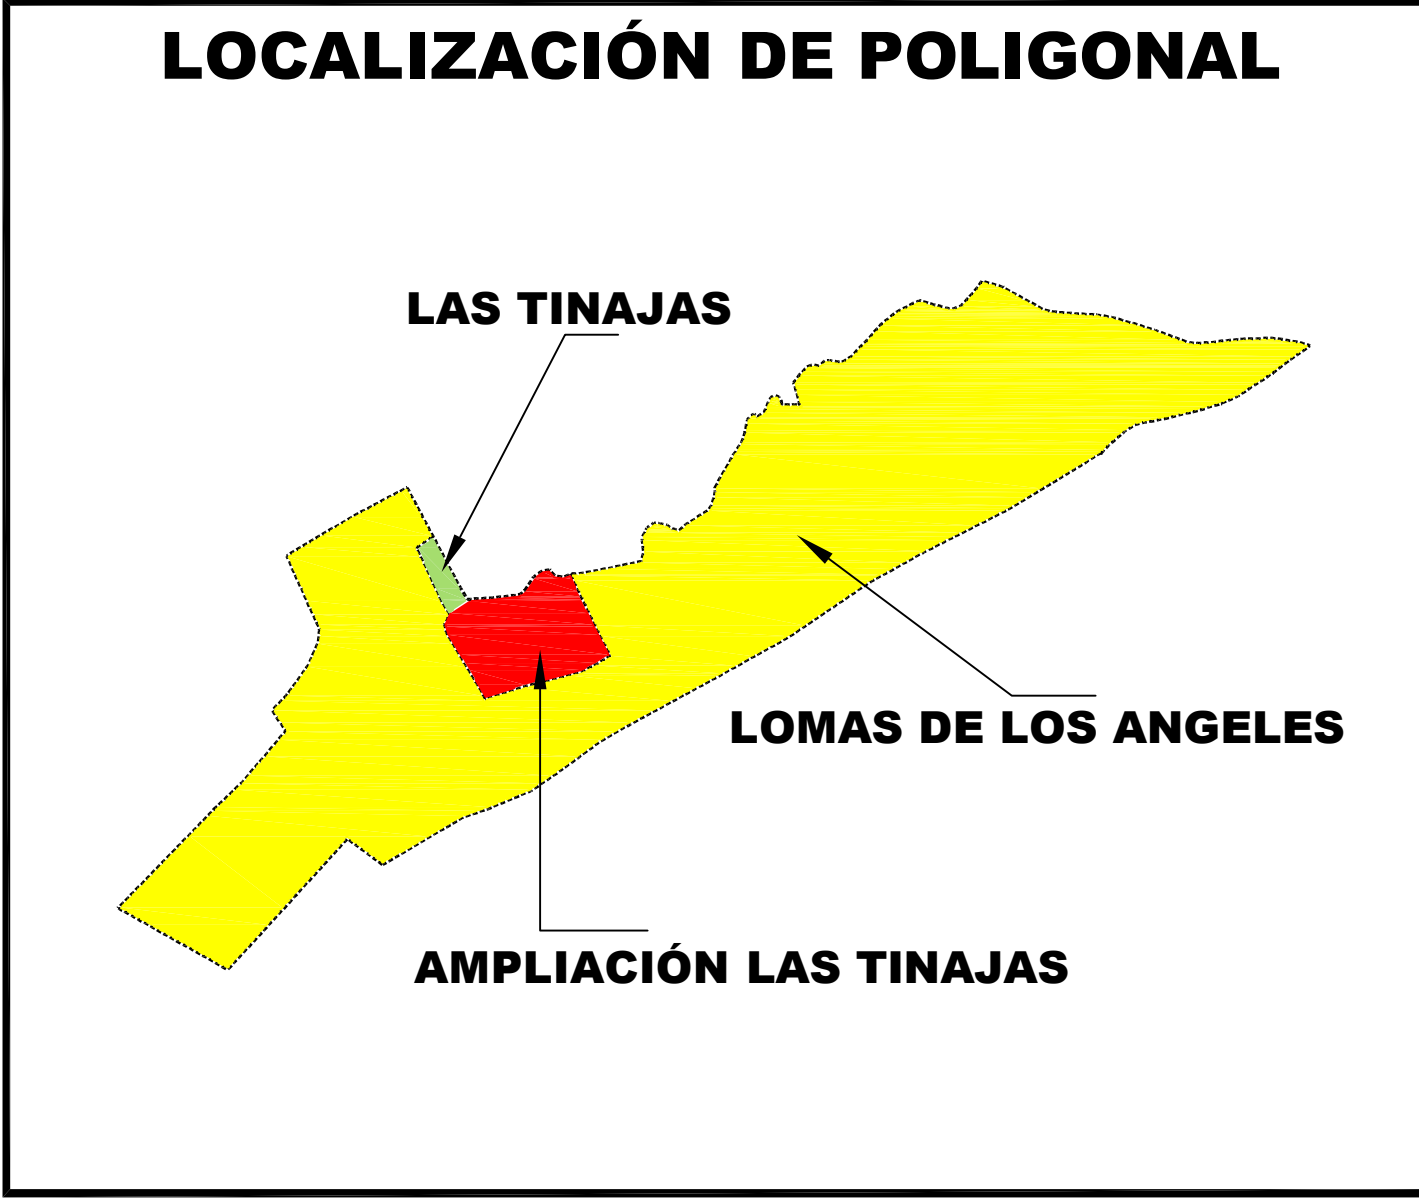 LOCALIZACIÓN DE POLIGONAL
LAS TINAJAS
LOMAS DE LOS ANGELES
AMPLIACIÓN LAS TINAJAS